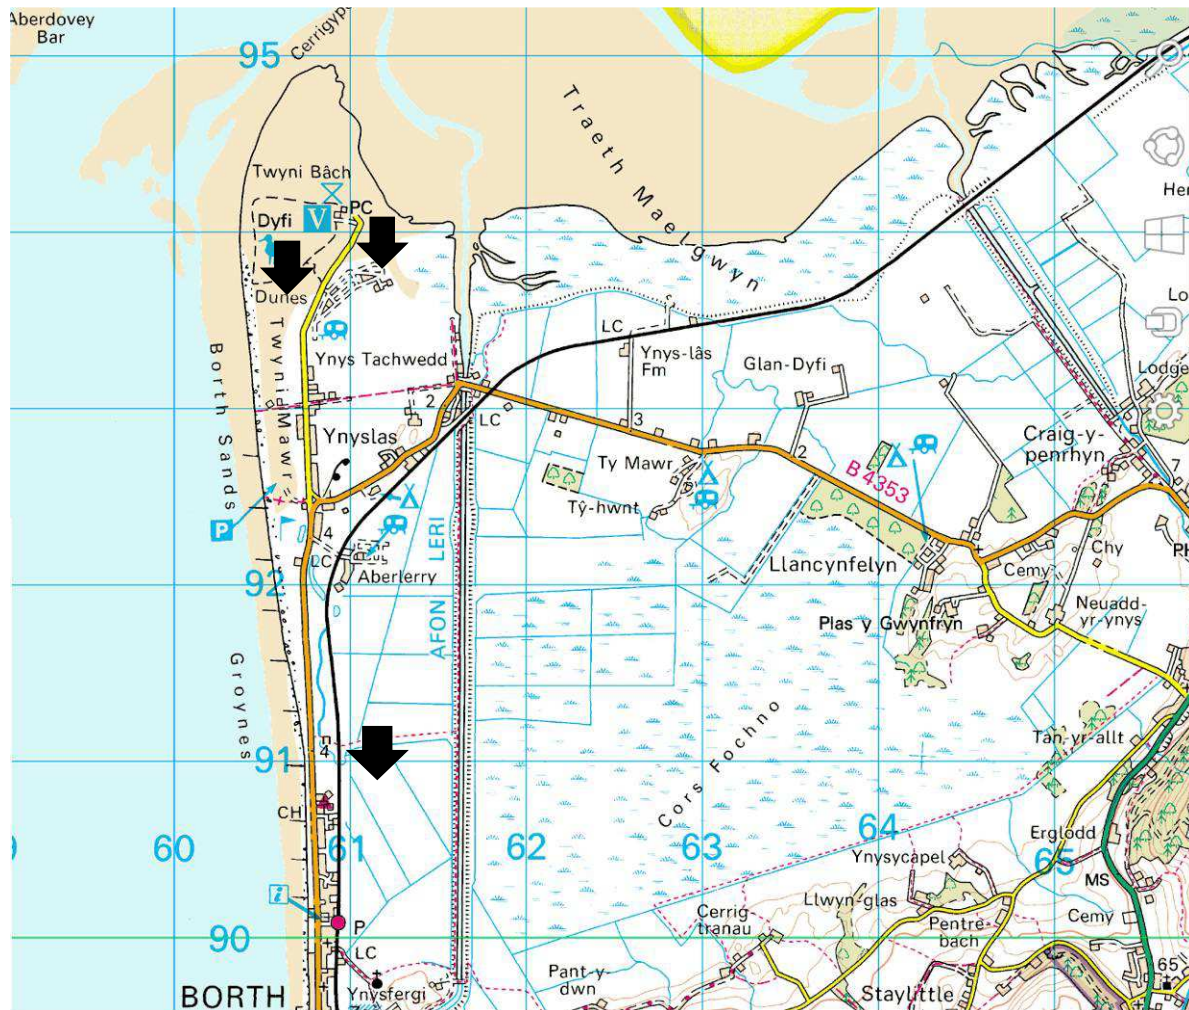 Aberdovey
Bar
Cerrigyp
95
Traeth Maelgwyn
Twyni Bâch
PC
Dyfi
V
Dunes
Her
Lo
LC
Ynys-lâs
Fm
Glan-Dyfi
Ynys Tachwedd
Lodge
Borth Sands
Twyni Mawr
2
LC
3
Ynyslas
Craig-y-
penrhyn
Ty Mawr
2
B 4353
7
Tŷ-hwnt
P
4
LC
AFON LERI
Chy
PH
Llancynfelyn
Cemy
92
Aberlerry
Neuadd-
yr-ynys
Plas y Gwynfryn
Groynes
4
Tan-yr-allt
91
Cors Fochno
CH
60
61
62
63
64
65
Erglodd
Ynysycapel
MS
i
Llwyn-glas
Cemy
P
Cerrig-
tranau
Pentre
bach
90
LC
Pant-y-
dwn
65
BORTH
Ynysfergi
Staylittle